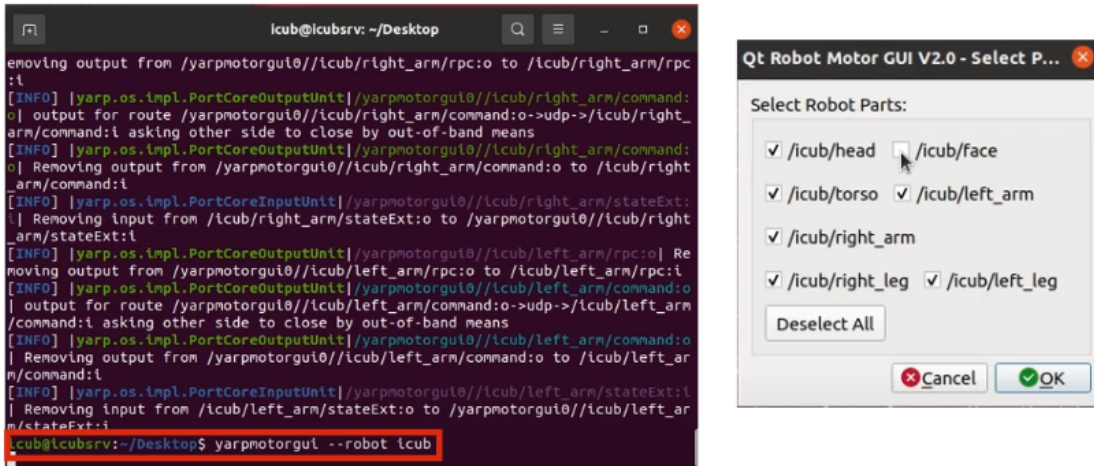 icub@icubsrv: ~/Desktop
emoving output from /yarpmotorgui0//icub/right_arm/rpc:o to /icub/right_arm/rpc
:i
[INFO] |yarp.os.impl.PortCoreOutputUnit|/yarpmotorgui0//icub/right_arm/command:
o| output for route /yarpmotorgui0//icub/right_arm/command:o->udp->/icub/right_
arm/command:i asking other side to close by out-of-band means
[INFO] |yarp.os.impl.PortCoreOutputUnit|/yarpmotorgui0//icub/right_arm/command:
o| Removing output from /yarpmotorgui0//icub/right_arm/command:o to /icub/right
_arm/command:i
[INFO] |yarp.os.impl.PortCoreInputUnit|/yarpmotorgui0//icub/right_arm/stateExt:
i| Removing input from /icub/right_arm/stateExt:o to /yarpmotorgui0//icub/right
_arm/stateExt:i
[INFO] |yarp.os.impl.PortCoreOutputUnit|/yarpmotorgui0//icub/left_arm/rpc:o| Re
moving output from /yarpmotorgui0//icub/left_arm/rpc:o to /icub/left_arm/rpc:i
[INFO] |yarp.os.impl.PortCoreOutputUnit|/yarpmotorgui0//icub/left_arm/command:o
| output for route /yarpmotorgui0//icub/left_arm/command:o->udp->/icub/left_arm
/command:i asking other side to close by out-of-band means
[INFO] |yarp.os.impl.PortCoreOutputUnit|/yarpmotorgui0//icub/left_arm/command:o
| Removing output from /yarpmotorgui0//icub/left_arm/command:o to /icub/left_ar
m/command:i
[INFO] |yarp.os.impl.PortCoreInputUnit|/yarpmotorgui0//icub/left_arm/stateExt:i
| Removing input from /icub/left_arm/stateExt:o to /yarpmotorgui0//icub/left_ar
m/stateExt:i
icub@icubsrv:~/Desktop$ yarpmotorgui --robot icub
Qt Robot Motor GUI V2.0 - Select P...
Select Robot Parts:
/icub/head /icub/face
/icub/torso /icub/left_arm
/icub/right_arm
/icub/right_leg /icub/left_leg
Deselect All
Cancel OK